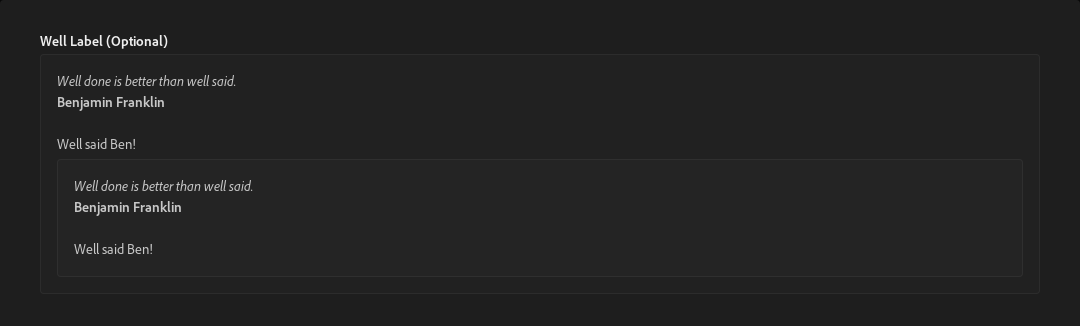 Well Label (Optional)
Well done is better than well said.
Benjamin Franklin
Well said Ben!
Well done is better than well said.
Benjamin Franklin
Well said Ben!